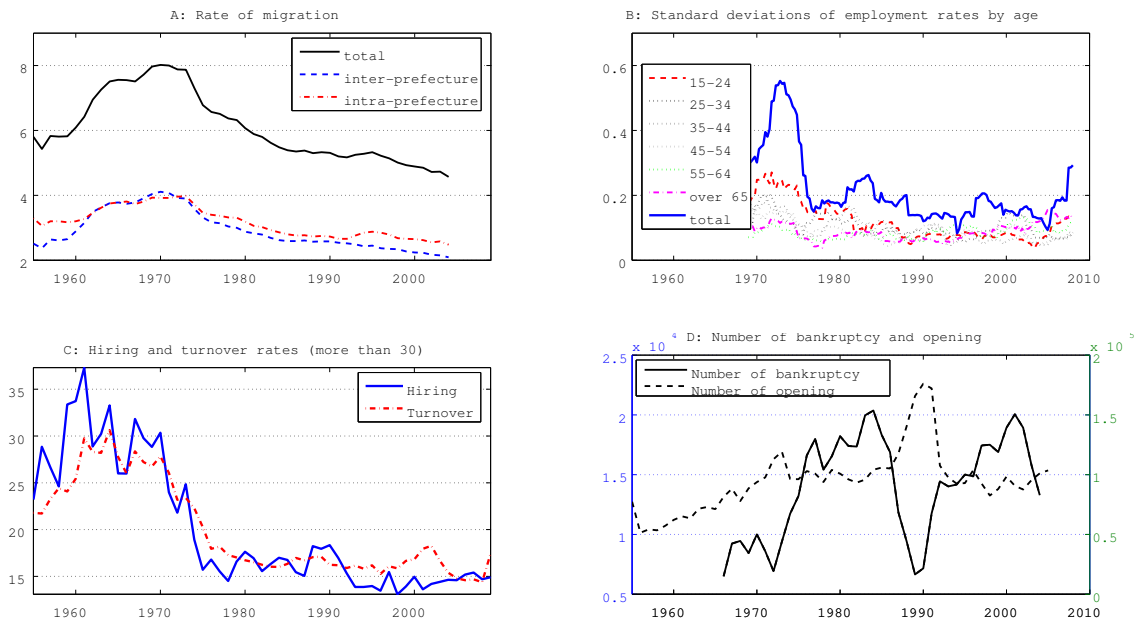 A: Rate of migration
total
inter-prefecture
intra-prefecture
8
6
4
2
1960 1970 1980 1990 2000
B: Standard deviations of employment rates by age
15-24
25-34
35-44
45-54
55-64
over 65
total
0.6
0.4
0.2
0
1960 1970 1980 1990 2000 2010
C: Hiring and turnover rates (more than 30)
Hiring
Turnover
35
30
25
20
15
1960 1970 1980 1990 2000
D: Number of bankruptcy and opening
x 10 4
x 10 5
Number of bankruptcy
Number of opening
2.5 2
2 1.5
1.5 1
1 0.5
0.5 0
1960 1970 1980 1990 2000 2010